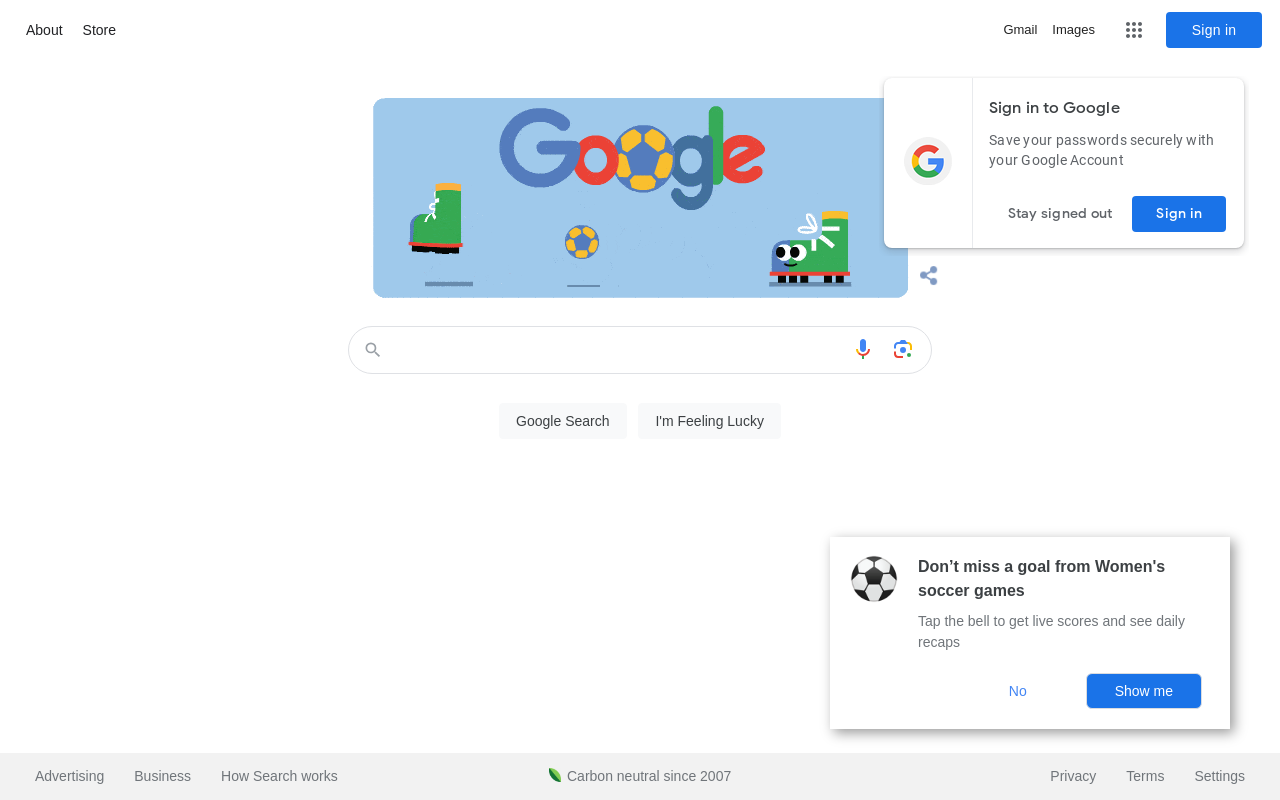 About Store
Gmail Images Sign in
Google
Sign in to Google
Save your passwords securely with
your Google Account
Stay signed out Sign in
Google Search I'm Feeling Lucky
Don’t miss a goal from Women's
soccer games
Tap the bell to get live scores and see daily
recaps
No Show me
Advertising Business How Search works Carbon neutral since 2007 Privacy Terms Settings